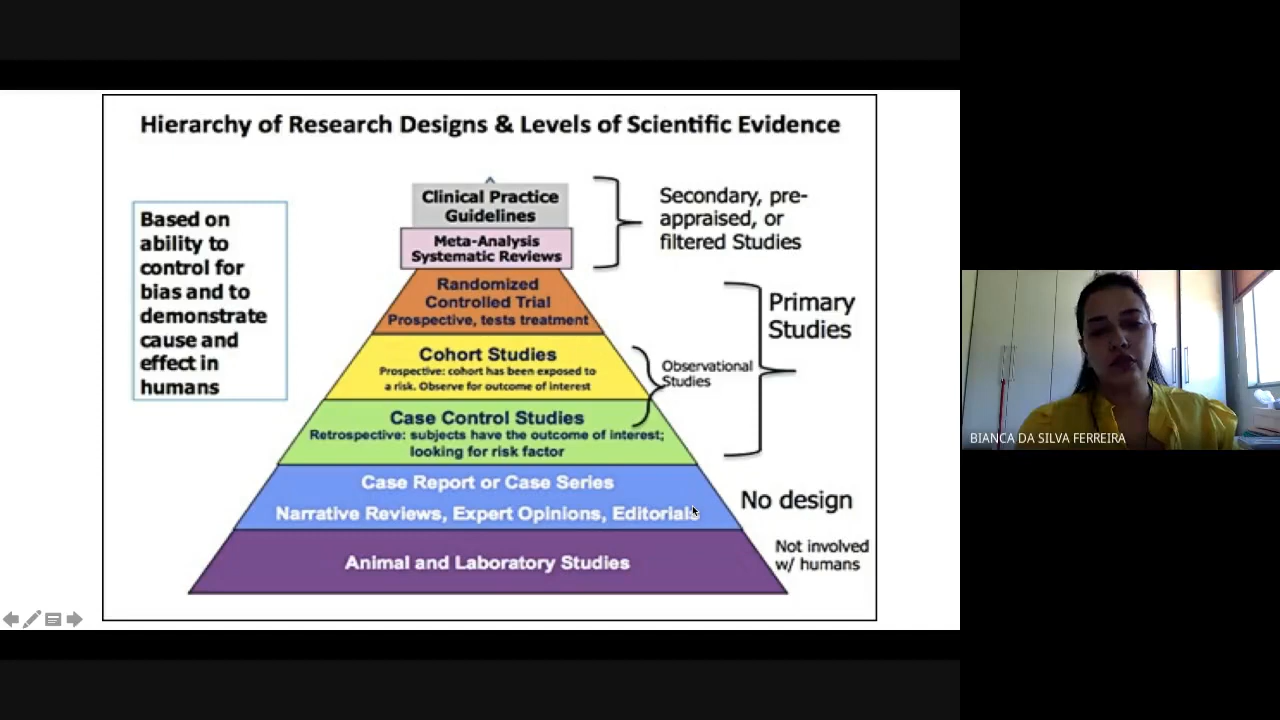 Hierarchy of Research Designs & Levels of Scientific Evidence
Based on
ability to
control for
bias and to
demonstrate
cause and
effect in
humans
Clinical Practice
Guidelines
Meta-Analysis
Systematic Reviews
Secondary, pre-
appraised, or
filtered Studies
Randomized
Controlled Trial
Prospective, tests treatment
Cohort Studies
Prospective: cohort has been exposed to
a risk. Observe for outcome of interest
Case Control Studies
Retrospective: subjects have the outcome of interest;
looking for risk factor
Observational
Studies
Primary
Studies
Case Report or Case Series
Narrative Reviews, Expert Opinions, Editorials
No design
Animal and Laboratory Studies
Not involved
w/ humans
BIANCA DA SILVA FERREIRA